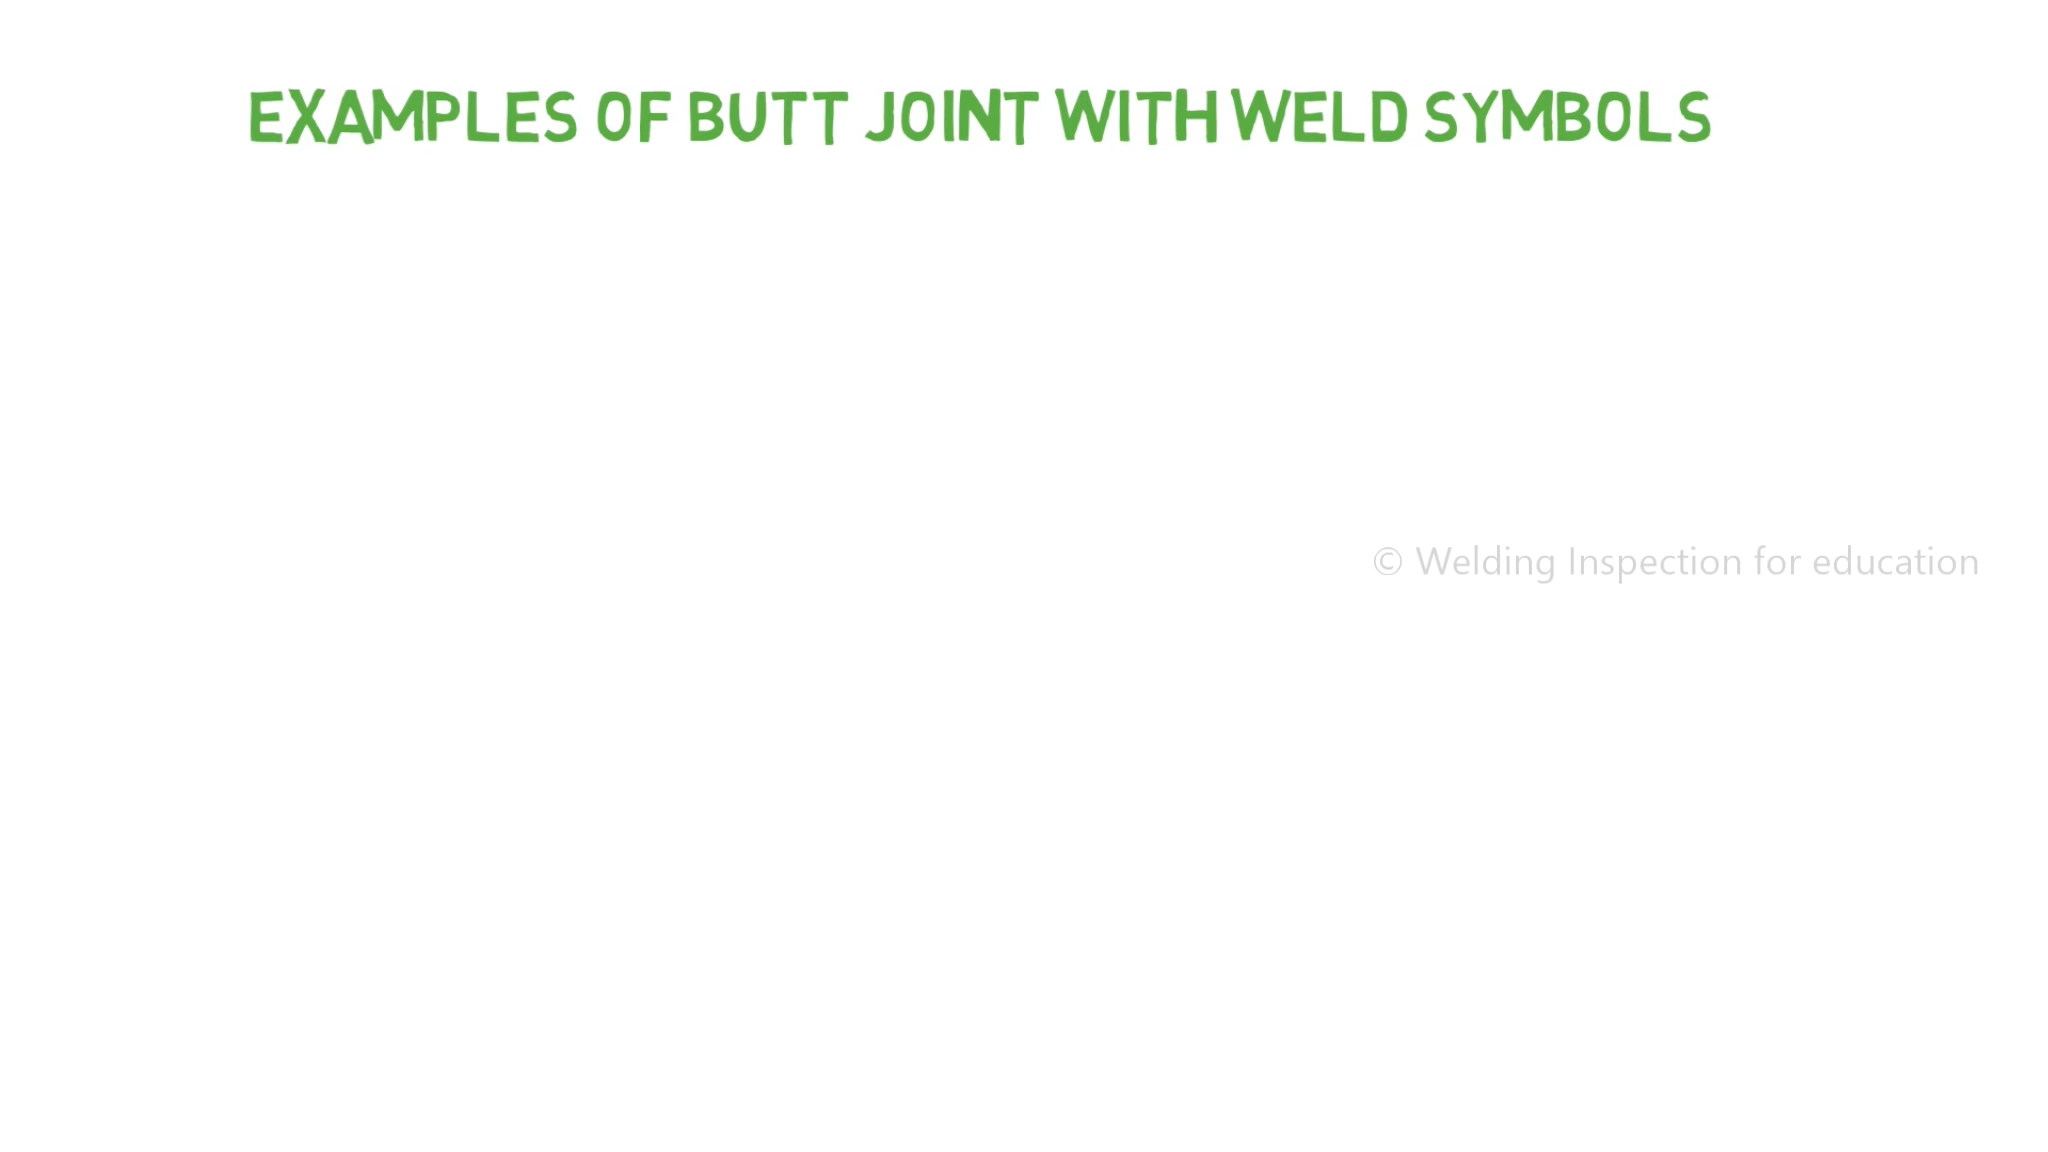 EXAMPLES OF BUTT JOINT WITH WELD SYMBOLS
© Welding Inspection for education